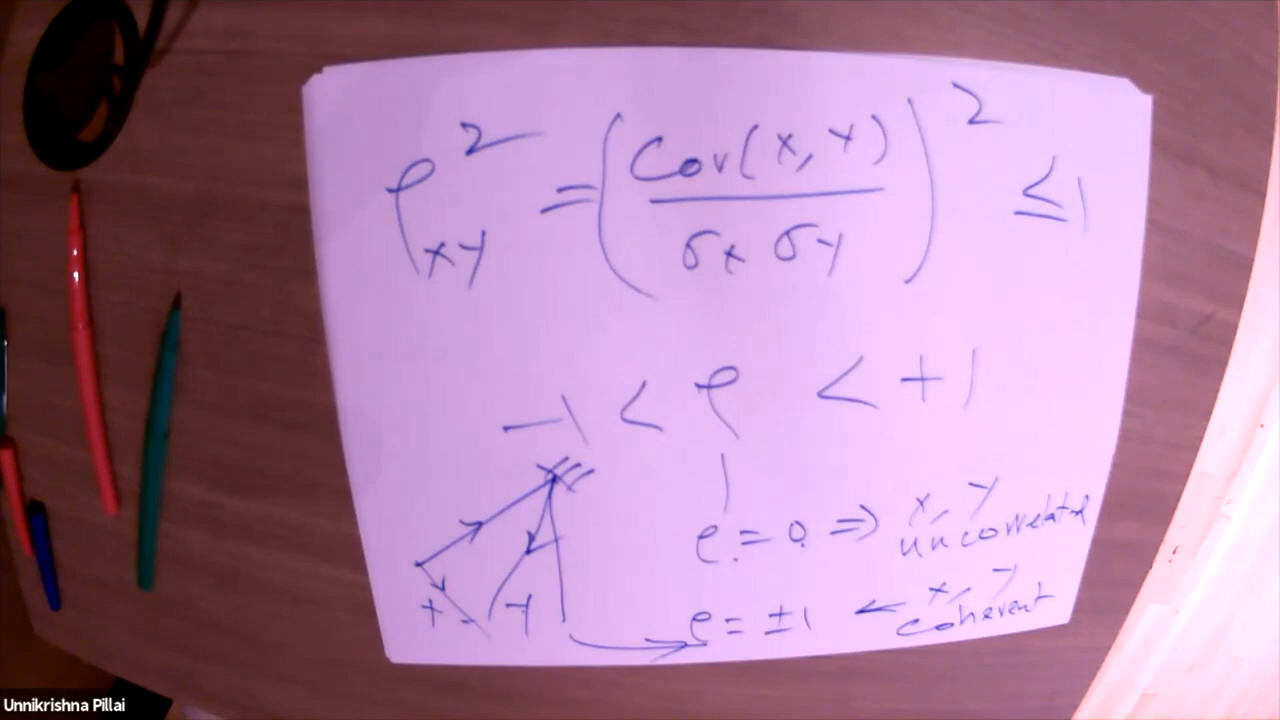 ρ²xy = (Cov(x, y) / σx σy)² ≤ 1
-1 < ρ < +1
ρ = 0 ⇒ x, y uncorrelated
x y
ρ = ±1 ← x, y coherent
Unnikrishna Pillai